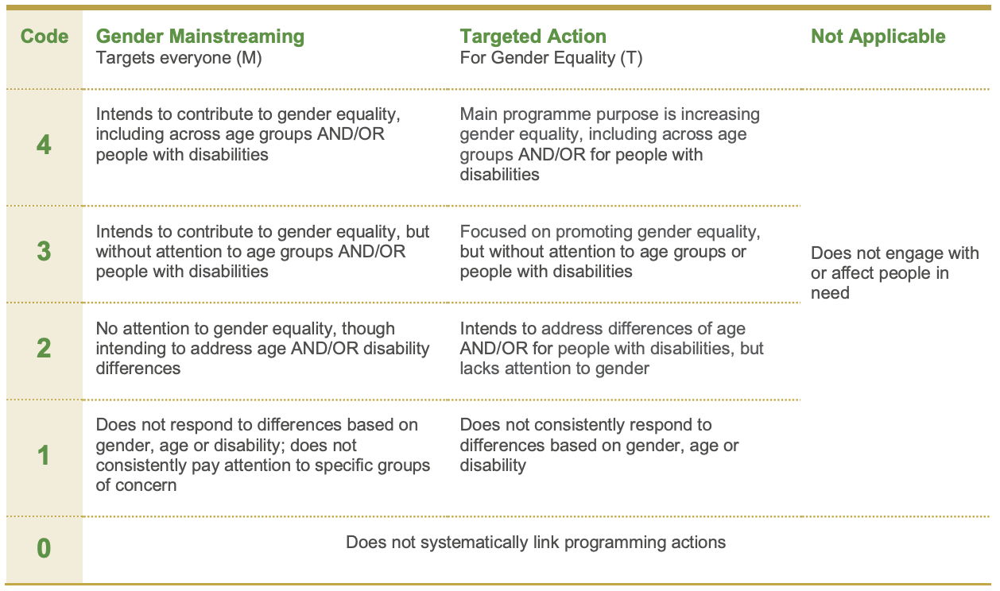 Code
Gender Mainstreaming
Targets everyone (M)
Targeted Action
For Gender Equality (T)
Not Applicable
4
Intends to contribute to gender equality,
including across age groups AND/OR
people with disabilities
Main programme purpose is increasing
gender equality, including across age
groups AND/OR for people with
disabilities
3
Intends to contribute to gender equality, but
without attention to age groups AND/OR
people with disabilities
Focused on promoting gender equality,
but without attention to age groups or
people with disabilities
Does not engage with
or affect people in
need
2
No attention to gender equality, though
intending to address age AND/OR disability
differences
Intends to address differences of age
AND/OR for people with disabilities, but
lacks attention to gender
1
Does not respond to differences based on
gender, age or disability; does not
consistently pay attention to specific groups
of concern
Does not consistently respond to
differences based on gender, age or
disability
0
Does not systematically link programming actions